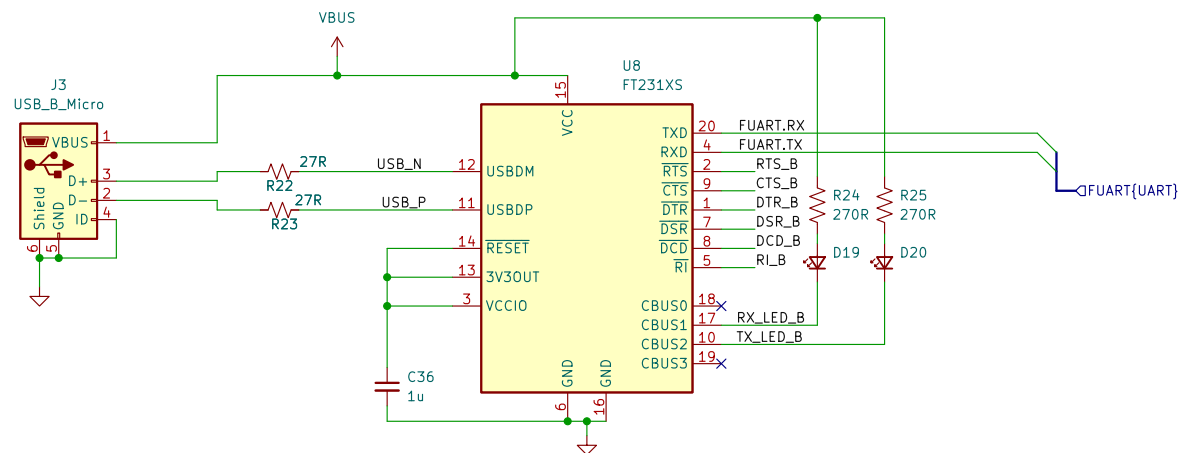 VBUS
J3
USB_B_Micro
VBUS 1
D+ 3
D- 2
ID 4
Shield
GND
6
5
27R
R22
27R
R23
USB_N
USB_P
U8
FT231XS
15
VCC
12 USBDM
11 USBDP
14 RESET
13 3V3OUT
3 VCCIO
C36
1u
GND
GND
6
16
TXD 20 FUART.RX
RXD 4 FUART.TX
RTS 2 RTS_B
CTS 9 CTS_B
DTR 1 DTR_B
DSR 7 DSR_B
DCD 8 DCD_B
RI 5 RI_B
CBUS0 18
CBUS1 17 RX_LED_B
CBUS2 10 TX_LED_B
CBUS3 19
R24
270R
R25
270R
D19
D20
FUART{UART}